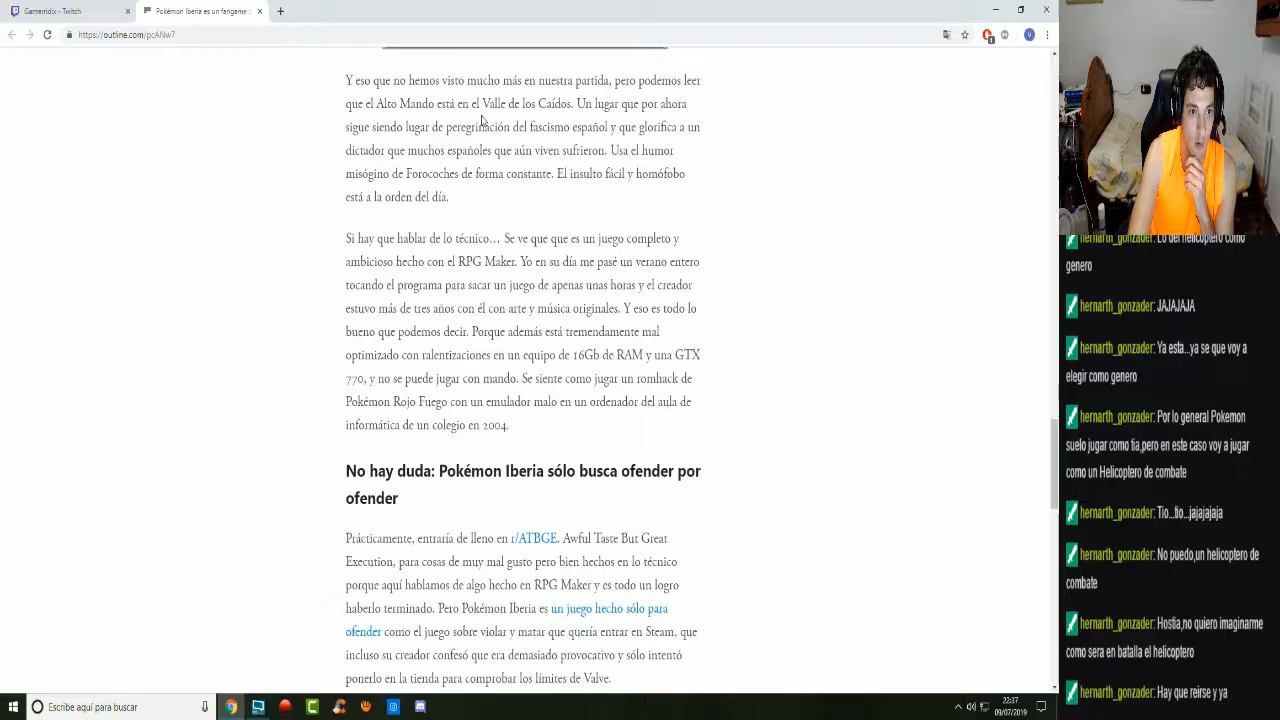 Gamerridix - Twitch
Pokémon Iberia es un fangame
https://outline.com/pcANw7
Y eso que no hemos visto mucho más en nuestra partida, pero podemos leer
que el Alto Mando está en el Valle de los Caídos. Un lugar que por ahora
sigue siendo lugar de peregrinación del fascismo español y que glorifica a un
dictador que muchos españoles que aún viven sufrieron. Usa el humor
misógino de Forocoches de forma constante. El insulto fácil y homófobo
está a la orden del día.
Si hay que hablar de lo técnico… Se ve que que es un juego completo y
ambicioso hecho con el RPG Maker. Yo en su día me pasé un verano entero
tocando el programa para sacar un juego de apenas unas horas y el creador
estuvo más de tres años con él con arte y música originales. Y eso es todo lo
bueno que podemos decir. Porque además está tremendamente mal
optimizado con ralentizaciones en un equipo de 16Gb de RAM y una GTX
770, y no se puede jugar con mando. Se siente como jugar un romhack de
Pokémon Rojo Fuego con un emulador malo en un ordenador del aula de
informática de un colegio en 2004.
No hay duda: Pokémon Iberia sólo busca ofender por
ofender
Prácticamente, entraría de lleno en r/ATBGE. Awful Taste But Great
Execution, para cosas de muy mal gusto pero bien hechos en lo técnico
porque aquí hablamos de algo hecho en RPG Maker y es todo un logro
haberlo terminado. Pero Pokémon Iberia es un juego hecho sólo para
ofender como el juego sobre violar y matar que quería entrar en Steam, que
incluso su creador confesó que era demasiado provocativo y sólo intentó
ponerlo en la tienda para comprobar los límites de Valve.
hernarth_gonzader: Lo del helicoptero como
genero
hernarth_gonzader: JAJAJAJA
hernarth_gonzader: Ya esta...ya se que voy a
elegir como genero
hernarth_gonzader: Por lo general Pokemon
suelo jugar como tia,pero en este caso voy a jugar
como un Helicoptero de combate
hernarth_gonzader: Tio...tio...jajajajaja
hernarth_gonzader: No puedo,un helicoptero de
combate
hernarth_gonzader: Hostia,no quiero imaginarme
como sera en batalla el helicoptero
hernarth_gonzader: Hay que reirse y ya
Escribe aquí para buscar
22:37
09/07/2019